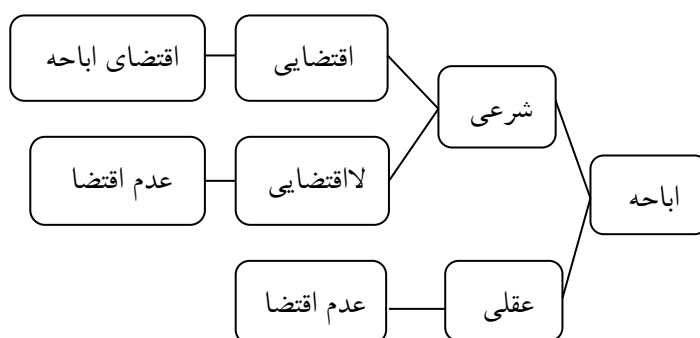 اباحه
شرعی
اقتضایی
اقتضای اباحه
لااقتضایی
عدم اقتضا
عقلی
عدم اقتضا